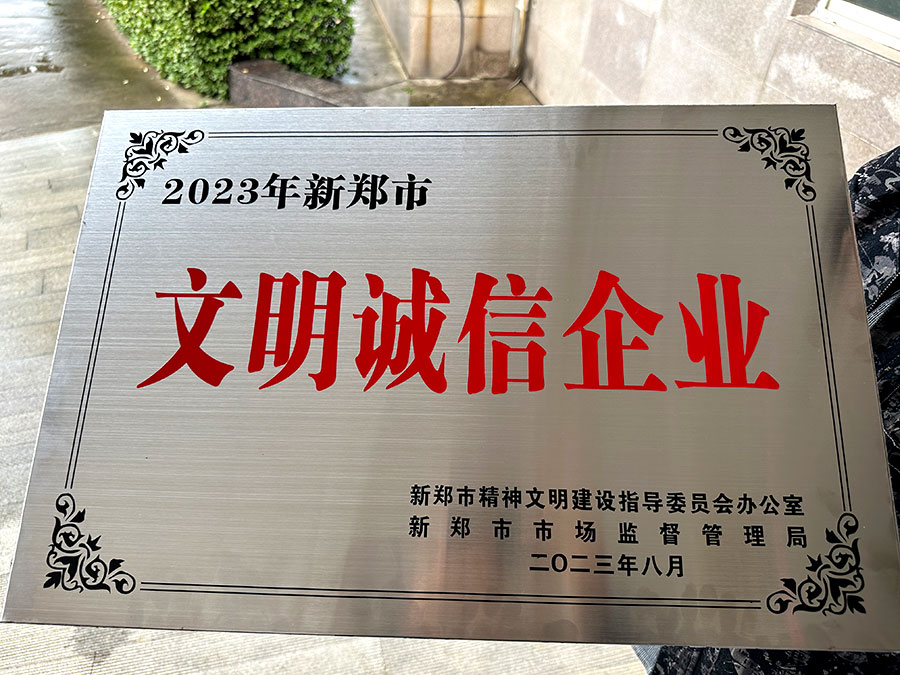 2023年新郑市
文明诚信企业
新郑市精神文明建设指导委员会办公室
新郑市市场监督管理局
二〇二三年八月